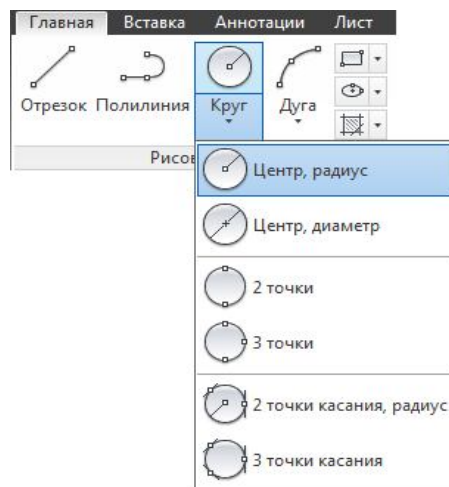 Главная Вставка Аннотации Лист
Отрезок Полилиния Круг Дуга
Центр, радиус
Центр, диаметр
2 точки
3 точки
2 точки касания, радиус
3 точки касания